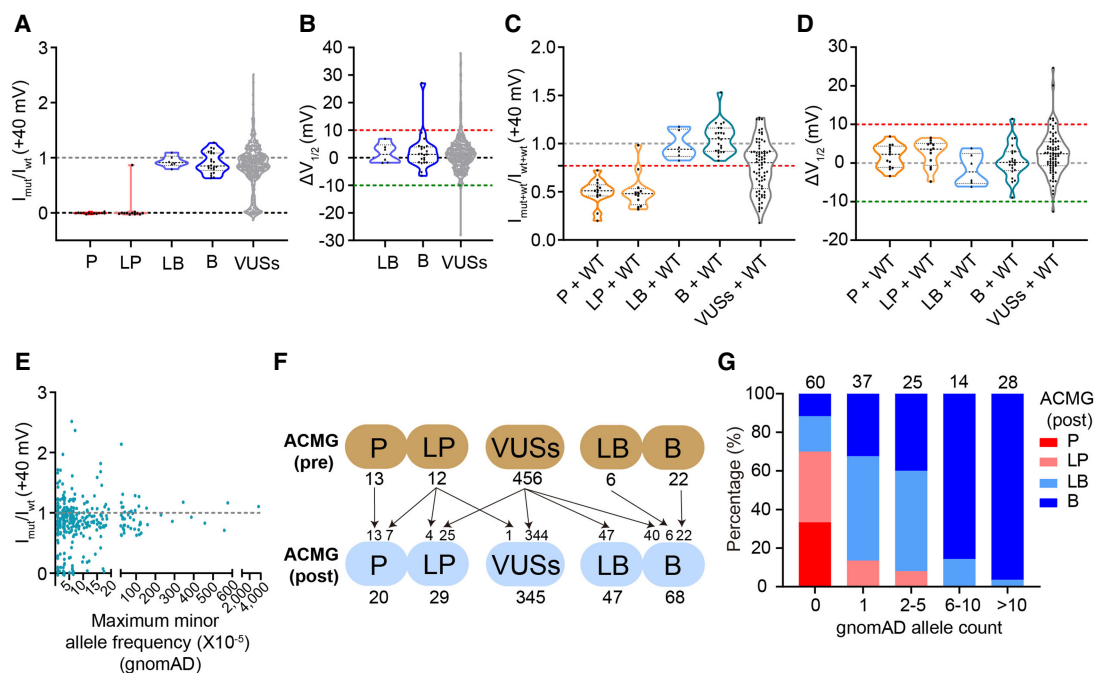 A
I_mut/I_wt (+40 mV)
3
2
1
0
P LP LB B VUSs
B
ΔV_1/2 (mV)
40
30
20
10
0
-10
-20
-30
LB B VUSs
C
I_mut+wt/I_wt+wt (+40 mV)
2.0
1.5
1.0
0.5
0.0
P + WT LP + WT LB + WT B + WT VUSs + WT
D
ΔV_1/2 (mV)
20
10
0
-10
-20
P + WT LP + WT LB + WT B + WT VUSs + WT
E
I_mut/I_wt (+40 mV)
3
2
1
0
5 10 15 20 100 200 300 400 500 600 2,000 4,000
Maximum minor
allele frequency (X10⁻⁵)
(gnomAD)
F
ACMG
(pre)
P LP VUSs LB B
13 12 456 6 22
13 7 4 25 1 344 47 40 6 22
ACMG
(post)
P LP VUSs LB B
20 29 345 47 68
G
60 37 25 14 28
Percentage (%)
100
80
60
40
20
0
0 1 2-5 6-10 >10
gnomAD allele count
ACMG
(post)
P
LP
LB
B